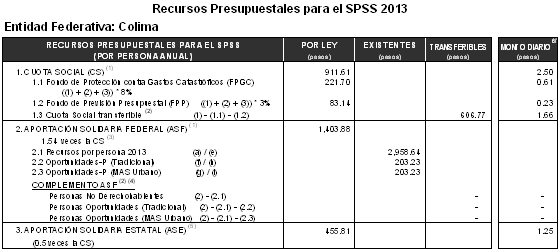 Recursos Presupuestales para el SPSS 2013
Entidad Federativa: Colima
RECURSOS PRESUPUESTALES PARA EL SPSS POR LEY EXISTENTES TRANSFERIBLES MONTO DIARIO 6/
(POR PERSONA ANUAL) (pesos) (pesos) (pesos) (pesos)
1. CUOTA SOCIAL (CS) (1) 911.61 2.50
1.1 Fondo de Protección contra Gastos Catastróficos (FPGC) 221.70 0.61
((1) + (2) + (3)) * 8%
1.2 Fondo de Previsión Presupuestal (FPP) ((1) + (2) + (3)) * 3% 83.14 0.23
1.3 Cuota Social transferible (2) (1) - (1.1) - (1.2) 606.77 1.66
2. APORTACIÓN SOLIDARIA FEDERAL (ASF) (1) 1,403.88
1.54 veces la CS (3)
2.1 Recursos por persona 2013 (a) / (e) 2,958.64
2.2 Oportunidades-P (Tradicional) (f) / (i) 203.23
2.3 Oportunidades-P (MAS Urbano) (g) / (j) 203.23
COMPLEMENTO ASF (2) (4)
Personas No Derechohabientes (2) - (2.1) - -
Personas Oportunidades (Tradicional) (2) - (2.1) - (2.2) - -
Personas Oportunidades (MAS Urbano) (2) - (2.1) - (2.3) - -
3. APORTACIÓN SOLIDARIA ESTATAL (ASE) (5) 455.81 1.25
(0.5 veces la CS)